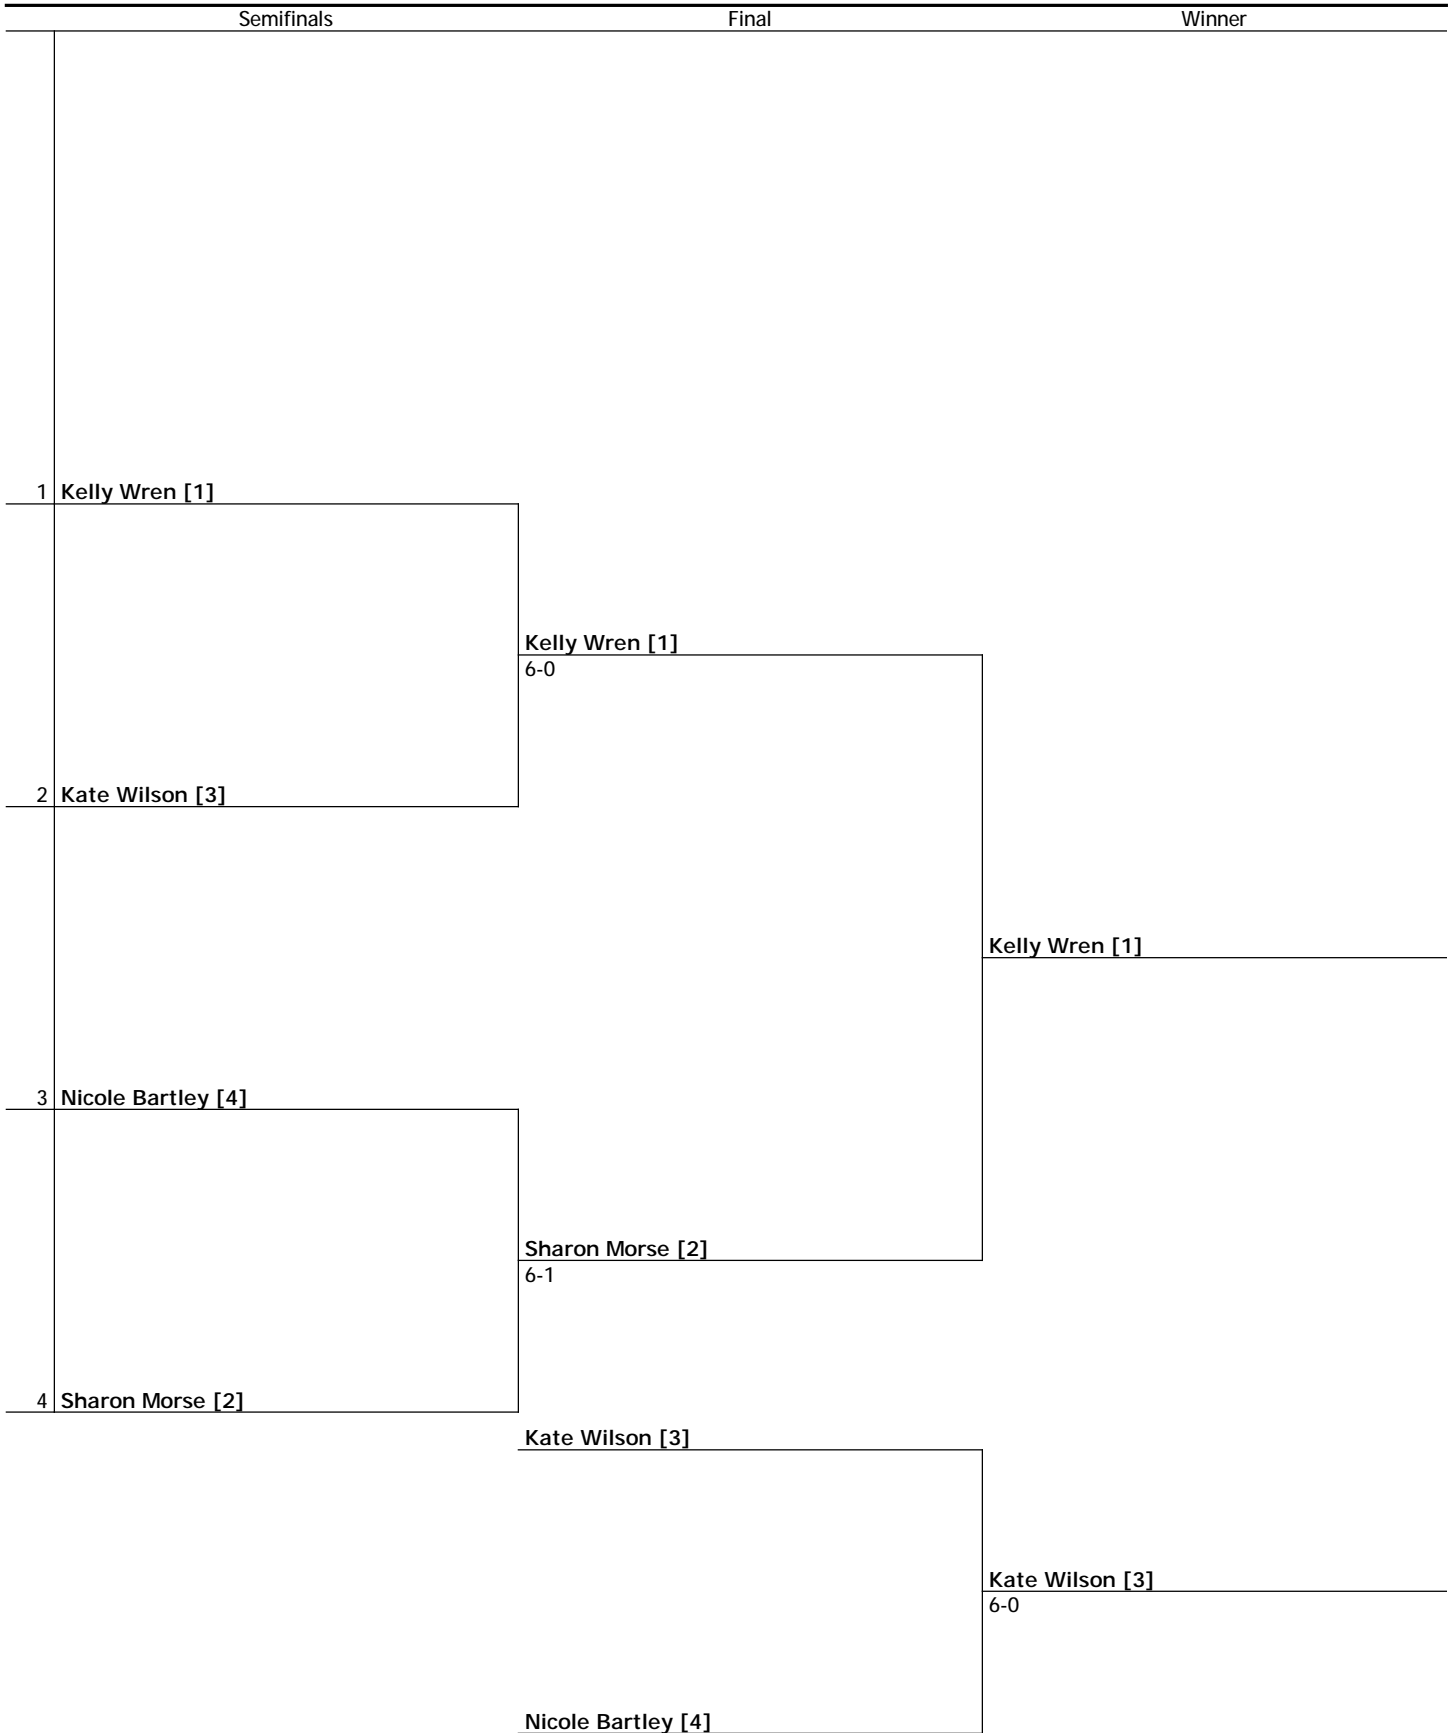 Semifinals Final Winner
1 Kelly Wren [1]
Kelly Wren [1]
6-0
2 Kate Wilson [3]
Kelly Wren [1]
3 Nicole Bartley [4]
Sharon Morse [2]
6-1
4 Sharon Morse [2]
Kate Wilson [3]
Kate Wilson [3]
6-0
Nicole Bartley [4]